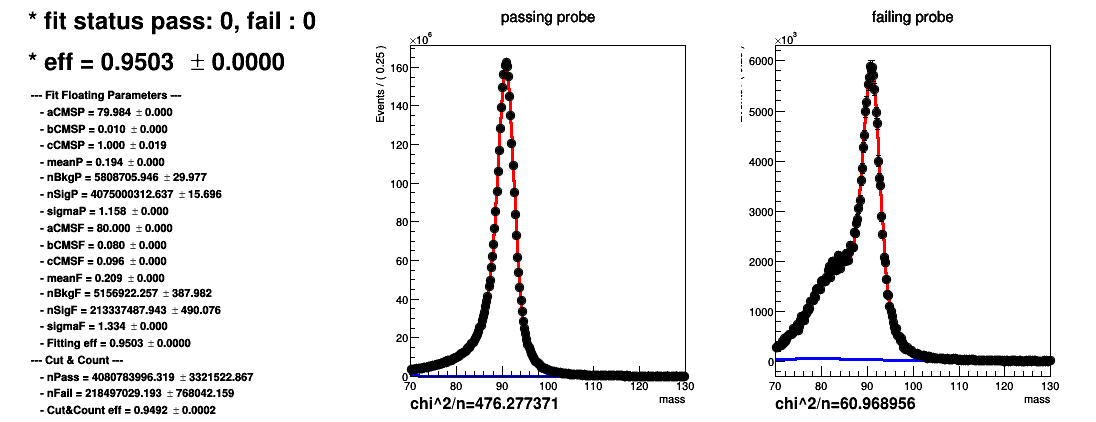 * fit status pass: 0, fail : 0
* eff = 0.9503 ± 0.0000
--- Fit Floating Parameters ---
- aCMSP = 79.984 ± 0.000
- bCMSP = 0.010 ± 0.000
- cCMSP = 1.000 ± 0.019
- meanP = 0.194 ± 0.000
- nBkgP = 5808705.946 ± 29.977
- nSigP = 4075000312.637 ± 15.696
- sigmaP = 1.158 ± 0.000
- aCMSF = 80.000 ± 0.000
- bCMSF = 0.080 ± 0.000
- cCMSF = 0.096 ± 0.000
- meanF = 0.209 ± 0.000
- nBkgF = 5156922.257 ± 387.982
- nSigF = 213337487.943 ± 490.076
- sigmaF = 1.334 ± 0.000
- Fitting eff = 0.9503 ± 0.0000
--- Cut & Count ---
- nPass = 4080783996.319 ± 3321522.867
- nFail = 218497029.193 ± 768042.159
- Cut&Count eff = 0.9492 ± 0.0002
passing probe
×10^6
Events / ( 0.25 )
160
140
120
100
80
60
40
20
0
70 80 90 100 110 120 130
mass
chi^2/n=476.277371
failing probe
×10^3
6000
5000
4000
3000
2000
1000
0
70 80 90 100 110 120 130
mass
chi^2/n=60.968956